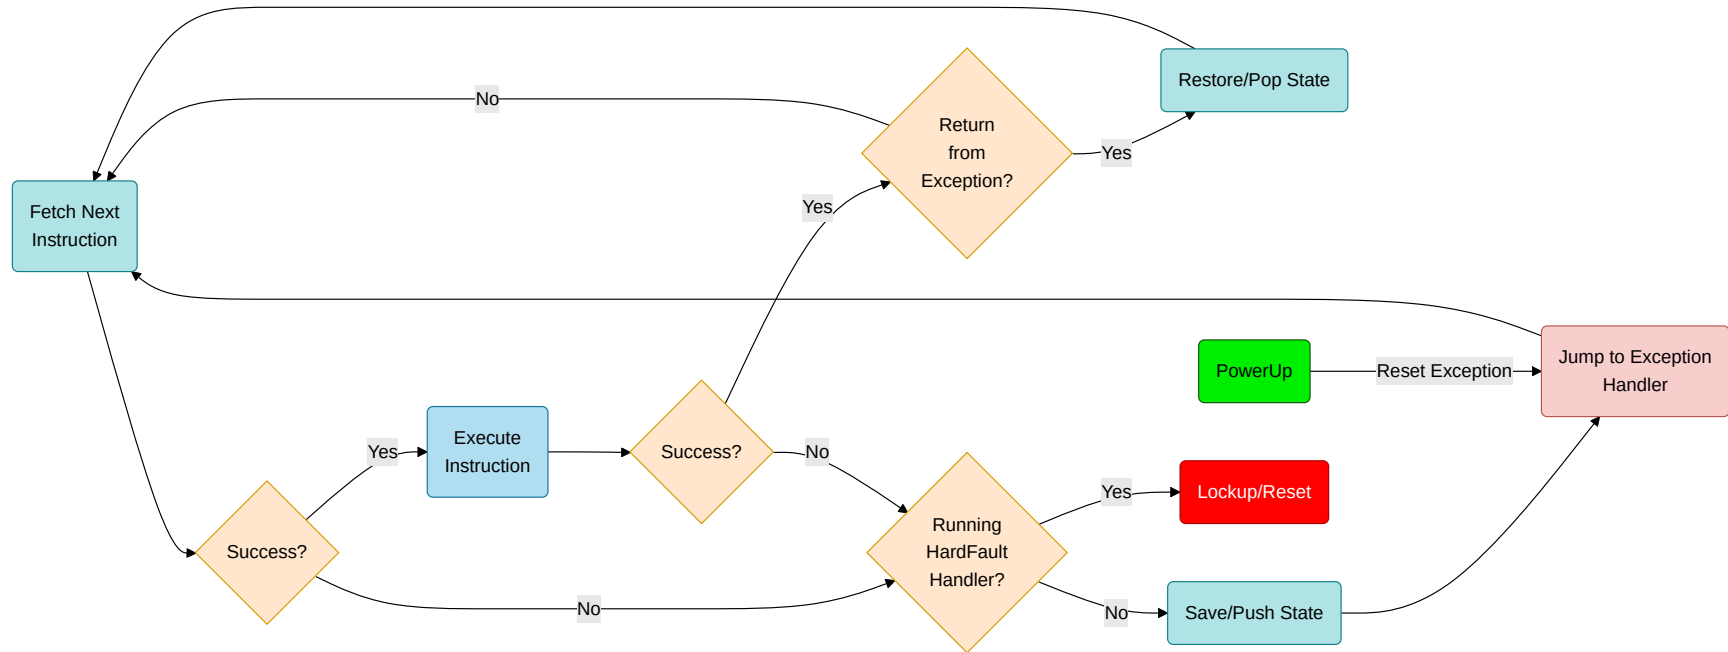 Restore/Pop State
No
Return
from
Exception?
Yes
Fetch Next
Instruction
Yes
Jump to Exception
Handler
PowerUp
Reset Exception
Execute
Instruction
Yes
Success?
No
Success?
Running
HardFault
Handler?
Yes
Lockup/Reset
No
No
Save/Push State